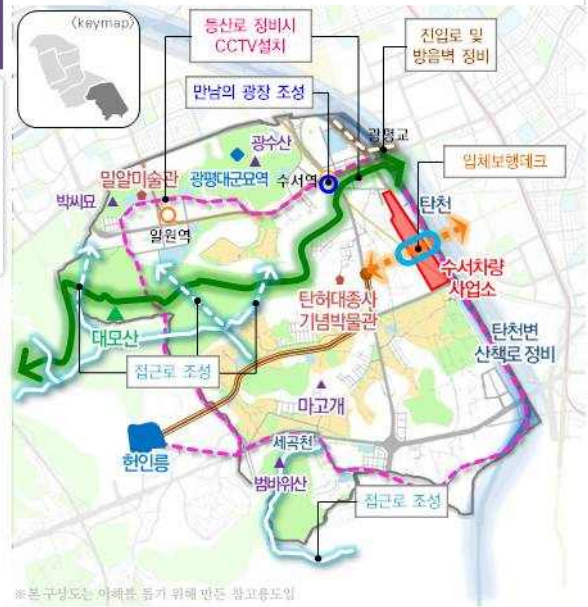 (keymap)
등산로 정비시
CCTV설치
진입로 및
방음벽 정비
만남의 광장 조성
광평교
광수산
밀알미술관
광평대군묘역
수서역
입체보행데크
박씨묘
탄천
일원역
수서차량
사업소
탄허대종사
기념박물관
대모산
탄천변
산책로 정비
접근로 조성
마고개
헌인릉
세곡천
범바위산
접근로 조성
※본 구상도는 이해를 돕기 위해 만든 참고용도임